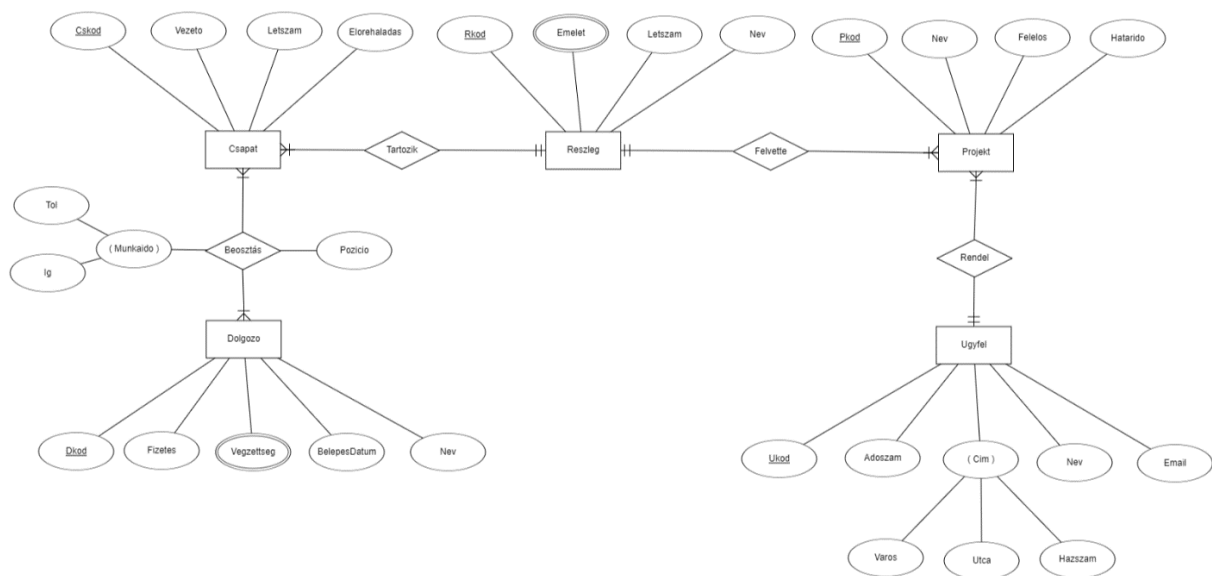 Cskod
Vezeto
Letszam
Elorehaladas
Rkod
Emelet
Letszam
Nev
Pkod
Nev
Felelos
Hatarido
Csapat
Tartozik
Reszleg
Felvette
Projekt
Tol
( Munkaido )
Ig
Beosztás
Pozicio
Rendel
Dolgozo
Ugyfel
Dkod
Fizetes
Vegzettseg
BelepesDatum
Nev
Ukod
Adoszam
( Cim )
Nev
Email
Varos
Utca
Hazszam